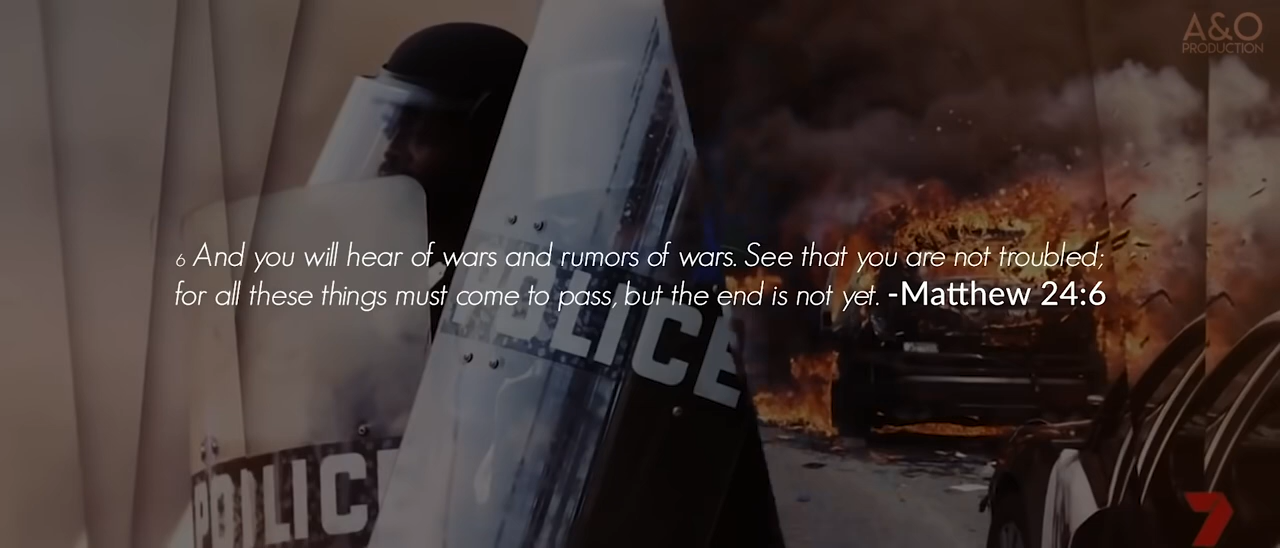 A&O
PRODUCTION
6 And you will hear of wars and rumors of wars. See that you are not troubled;
for all these things must come to pass, but the end is not yet. -Matthew 24:6
POLICE
POLICE
7